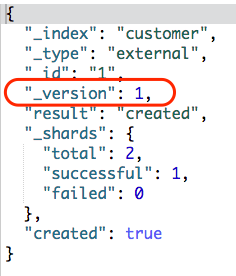 {
"_index": "customer",
"_type": "external",
"_id": "1",
"_version": 1,
"result": "created",
"_shards": {
"total": 2,
"successful": 1,
"failed": 0
},
"created": true
}